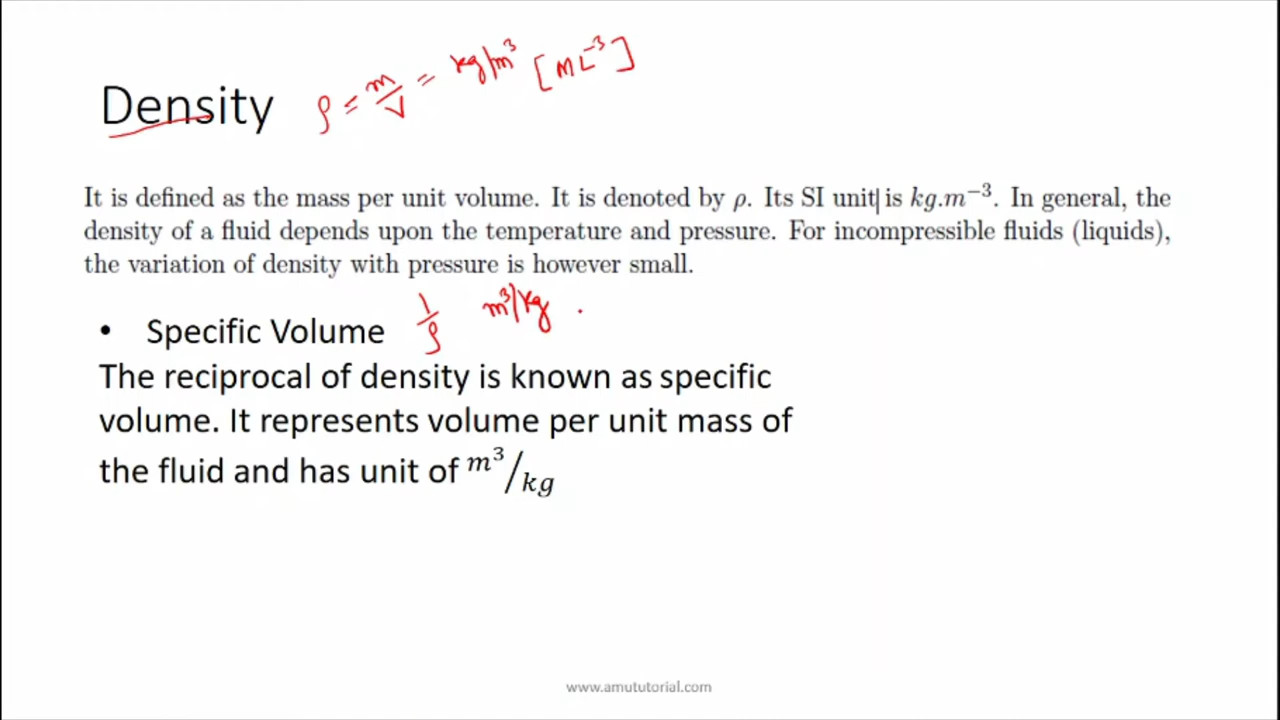 Density ρ = m/V = kg/m³ [ML⁻³]
It is defined as the mass per unit volume. It is denoted by ρ. Its SI unit is kg.m⁻³. In general, the
density of a fluid depends upon the temperature and pressure. For incompressible fluids (liquids),
the variation of density with pressure is however small.
• Specific Volume 1/ρ m³/kg .
The reciprocal of density is known as specific
volume. It represents volume per unit mass of
the fluid and has unit of m³/kg
www.amututorial.com